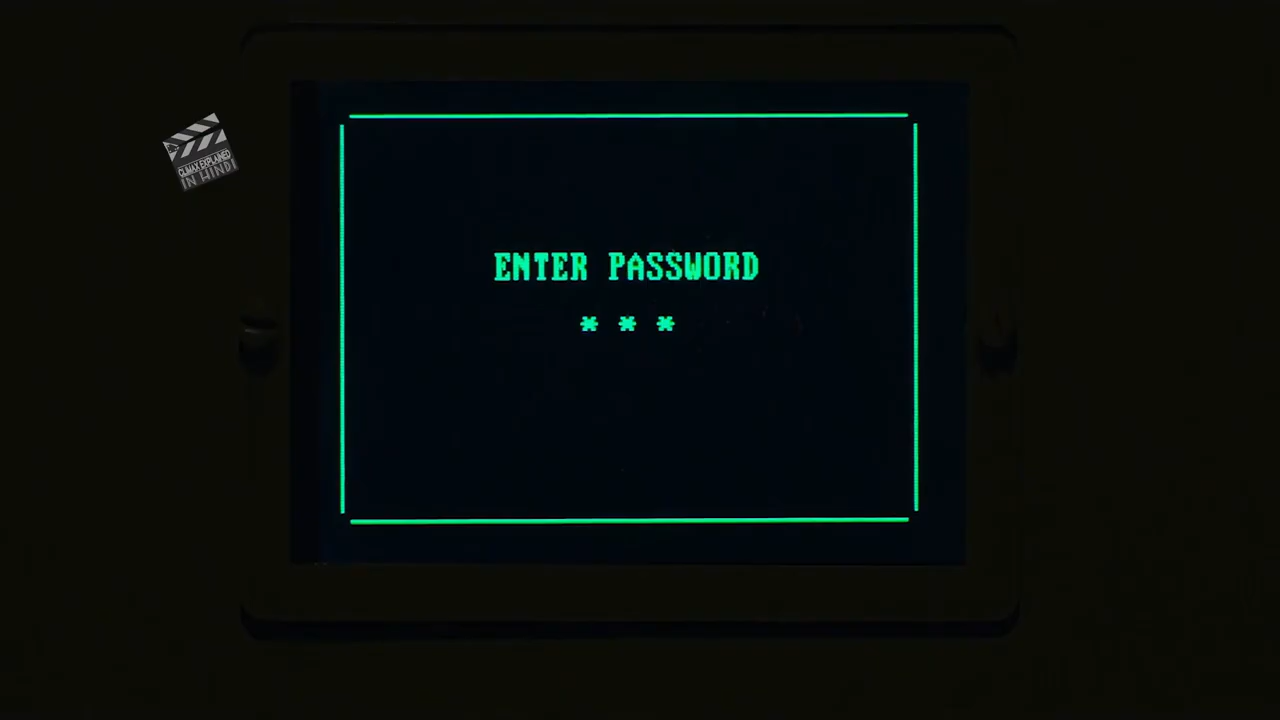 CLIMAX EXPLAINED
IN HINDI
ENTER PASSWORD
* * *